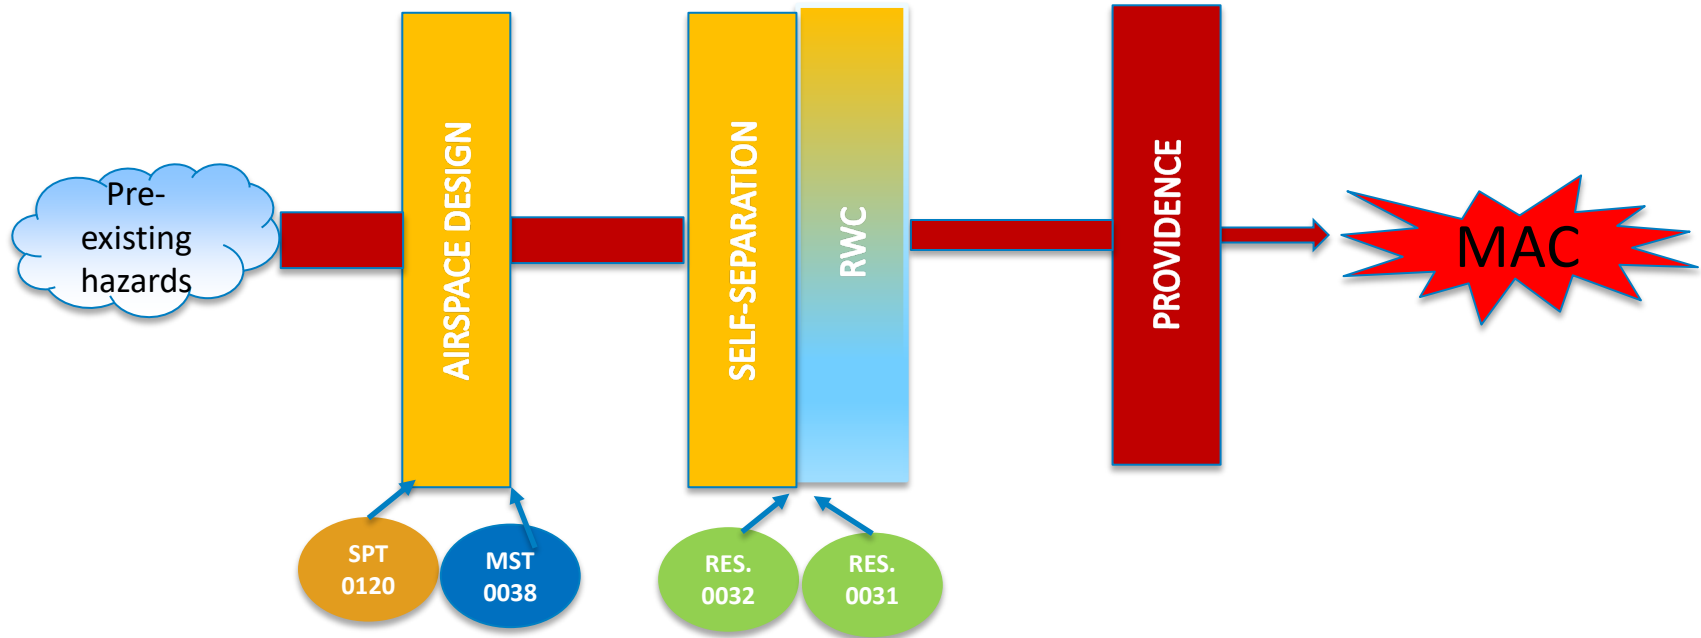 Pre-
existing
hazards
AIRSPACE DESIGN
SELF-SEPARATION
RWC
PROVIDENCE
MAC
SPT
0120
MST
0038
RES.
0032
RES.
0031